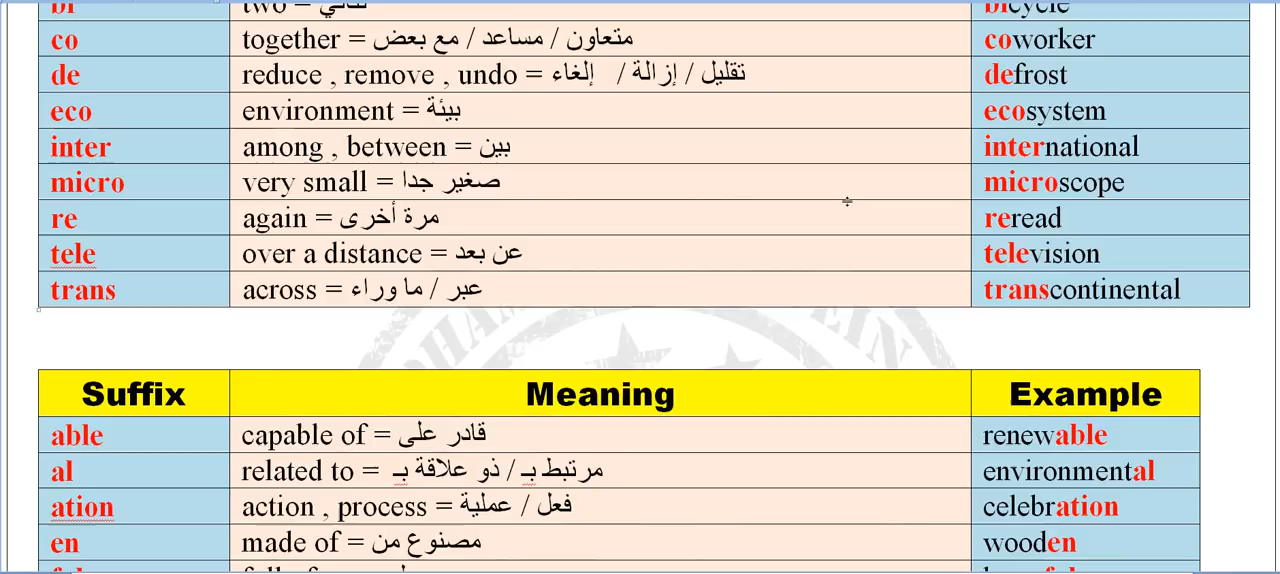 bi two = ثنائي bicycle
co together = متعاون / مساعد / مع بعض coworker
de reduce , remove , undo = تقليل / إزالة / إلغاء defrost
eco environment = بيئة ecosystem
inter among , between = بين international
micro very small = صغير جدا microscope
re again = مرة أخرى reread
tele over a distance = عن بعد television
trans across = عبر / ما وراء transcontinental
Suffix Meaning Example
able capable of = قادر على renewable
al related to = مرتبط بـ / ذو علاقة بـ environmental
ation action , process = فعل / عملية celebration
en made of = مصنوع من wooden